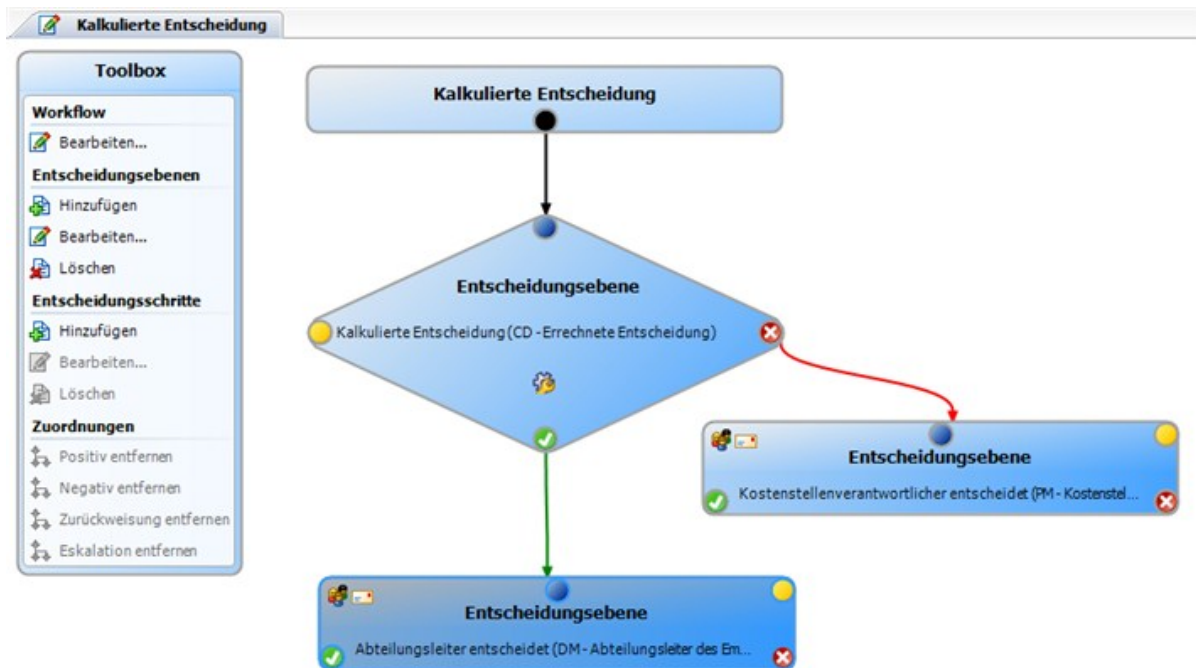 Kalkulierte Entscheidung
Toolbox
Workflow
Bearbeiten...
Entscheidungsebenen
Hinzufügen
Bearbeiten...
Löschen
Entscheidungsschritte
Hinzufügen
Bearbeiten...
Löschen
Zuordnungen
Positiv entfernen
Negativ entfernen
Zurückweisung entfernen
Eskalation entfernen
Kalkulierte Entscheidung
Entscheidungsebene
Kalkulierte Entscheidung (CD - Errechnete Entscheidung)
Entscheidungsebene
Kostenstellenverantwortlicher entscheidet (PM - Kostenstel...
Entscheidungsebene
Abteilungsleiter entscheidet (DM - Abteilungsleiter des Em...